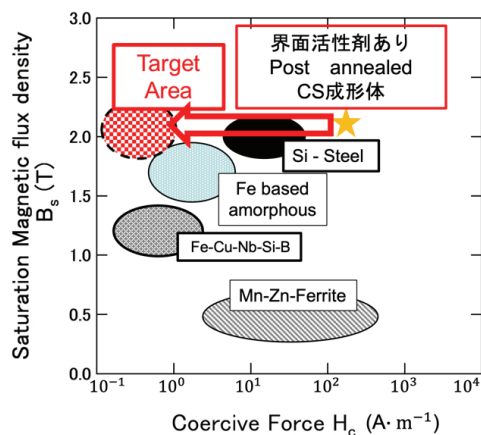 Saturation Magnetic flux density
B_s (T)
3.0
2.5
2.0
1.5
1.0
0.5
0.0
Target
Area
界面活性剤あり
Post annealed
CS成形体
Si - Steel
Fe based
amorphous
Fe-Cu-Nb-Si-B
Mn-Zn-Ferrite
10⁻¹ 10⁰ 10¹ 10² 10³ 10⁴
Coercive Force H_c (A· m⁻¹)